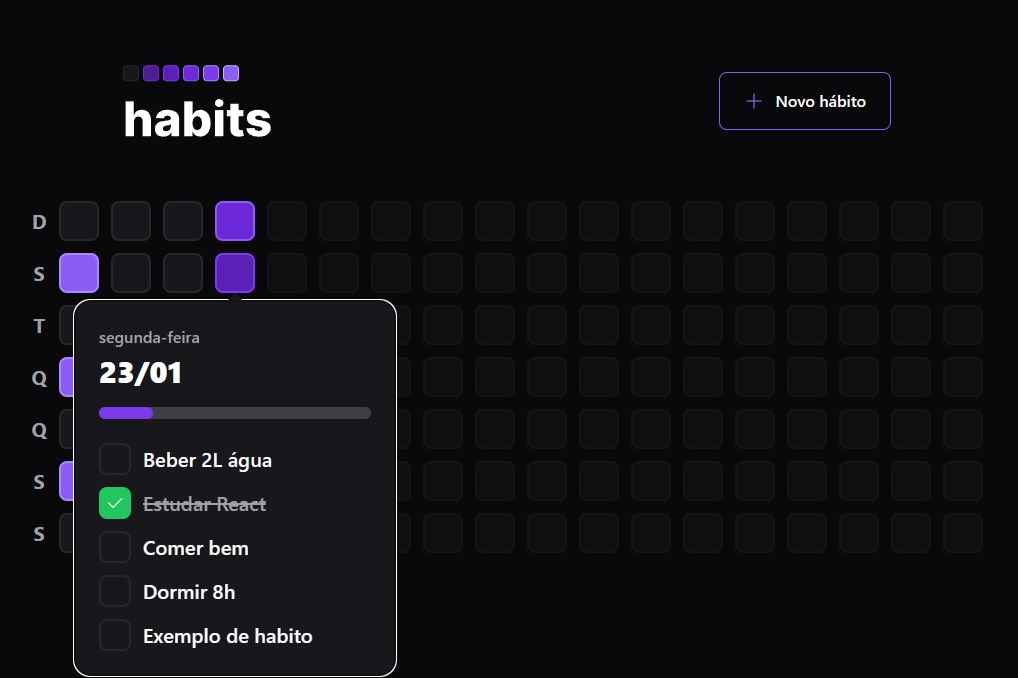 habits
Novo hábito
D
S
T
Q
Q
S
S
segunda-feira
23/01
Beber 2L água
Estudar React
Comer bem
Dormir 8h
Exemplo de habito